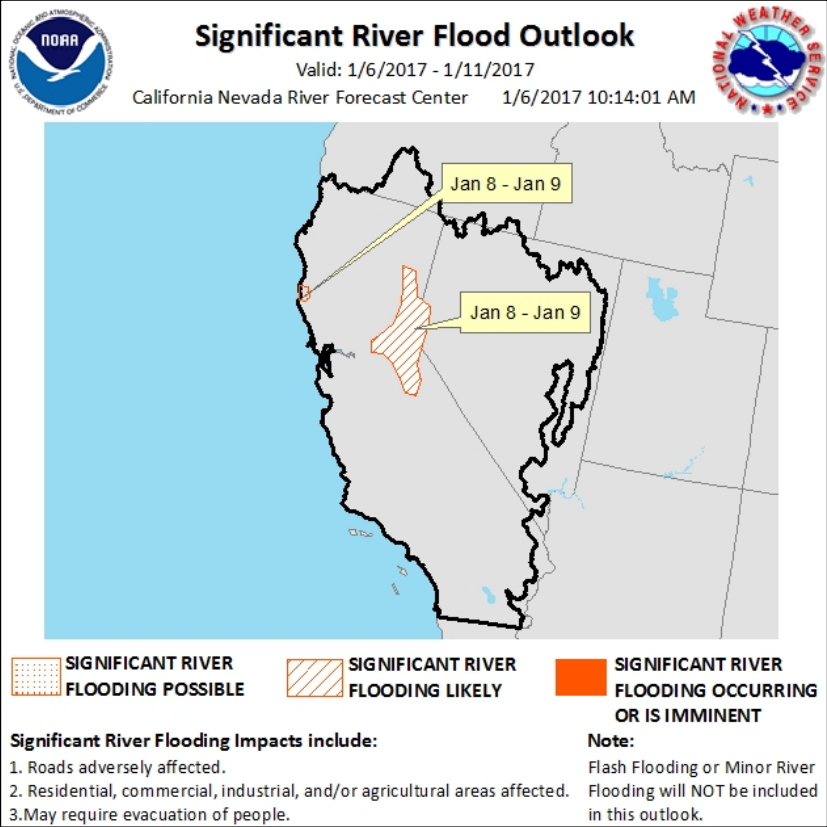 Significant River Flood Outlook
Valid: 1/6/2017 - 1/11/2017
California Nevada River Forecast Center 1/6/2017 10:14:01 AM
NATIONAL OCEANIC AND ATMOSPHERIC ADMINISTRATION
NOAA
U.S. DEPARTMENT OF COMMERCE
NATIONAL WEATHER SERVICE
Jan 8 - Jan 9
Jan 8 - Jan 9
SIGNIFICANT RIVER
FLOODING POSSIBLE
SIGNIFICANT RIVER
FLOODING LIKELY
SIGNIFICANT RIVER
FLOODING OCCURRING
OR IS IMMINENT
Significant River Flooding Impacts include:
1. Roads adversely affected.
2. Residential, commercial, industrial, and/or agricultural areas affected.
3.May require evacuation of people.
Note:
Flash Flooding or Minor River
Flooding will NOT be included
in this outlook.